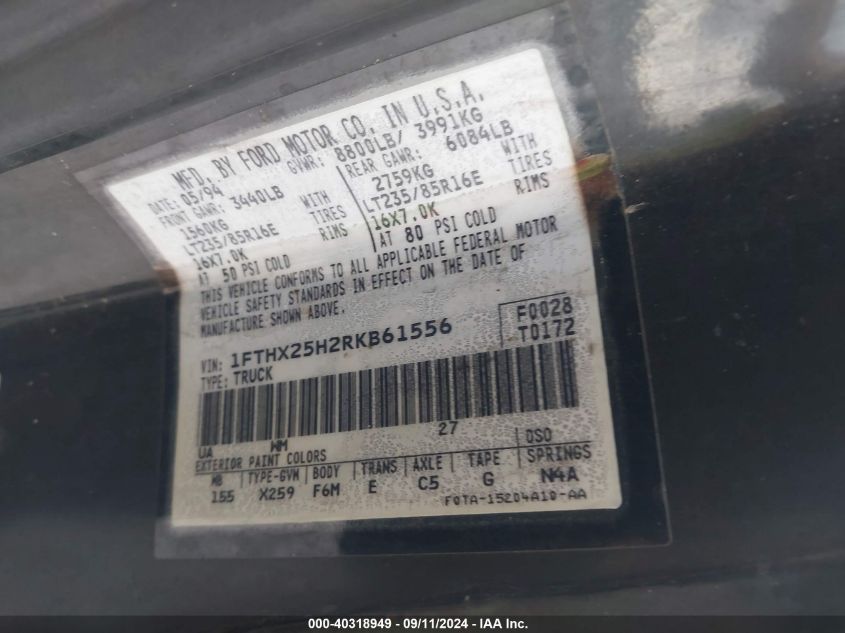 MFD. BY FORD MOTOR CO. IN U.S.A.
DATE: 05/94 GVWR: 8800LB/ 3991KG
FRONT GAWR: 3440LB REAR GAWR: 6084LB
1560KG WITH 2759KG WITH
LT235/85R16E TIRES LT235/85R16E TIRES
16X7.0K RIMS 16X7.0K RIMS
AT 50 PSI COLD AT 80 PSI COLD
THIS VEHICLE CONFORMS TO ALL APPLICABLE FEDERAL MOTOR
VEHICLE SAFETY STANDARDS IN EFFECT ON THE DATE OF
MANUFACTURE SHOWN ABOVE.
VIN: 1FTHX25H2RKB61556 F0028
TYPE: TRUCK T0172
27
UA WM DSO
EXTERIOR PAINT COLORS
WB TYPE-GVW BODY TRANS AXLE TAPE SPRINGS
155 X259 F6M E C5 G N4A
F0TA-15204A10-AA
000-40318949 - 09/11/2024 - IAA Inc.